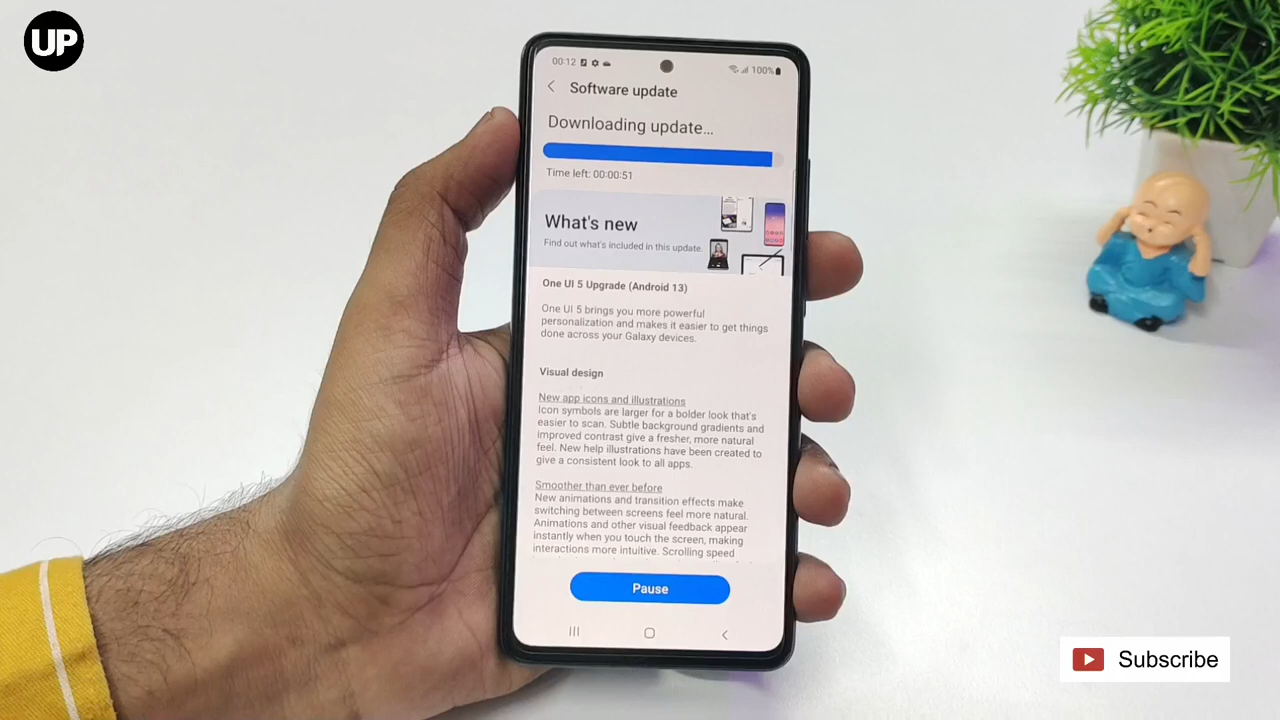 UP
00:12
100%
Software update
Downloading update...
Time left: 00:00:51
What's new
Find out what's included in this update.
One UI 5 Upgrade (Android 13)
One UI 5 brings you more powerful
personalization and makes it easier to get things
done across your Galaxy devices.
Visual design
New app icons and illustrations
Icon symbols are larger for a bolder look that's
easier to scan. Subtle background gradients and
improved contrast give a fresher, more natural
feel. New help illustrations have been created to
give a consistent look to all apps.
Smoother than ever before
New animations and transition effects make
switching between screens feel more natural.
Animations and other visual feedback appear
instantly when you touch the screen, making
interactions more intuitive. Scrolling speed
Pause
Subscribe